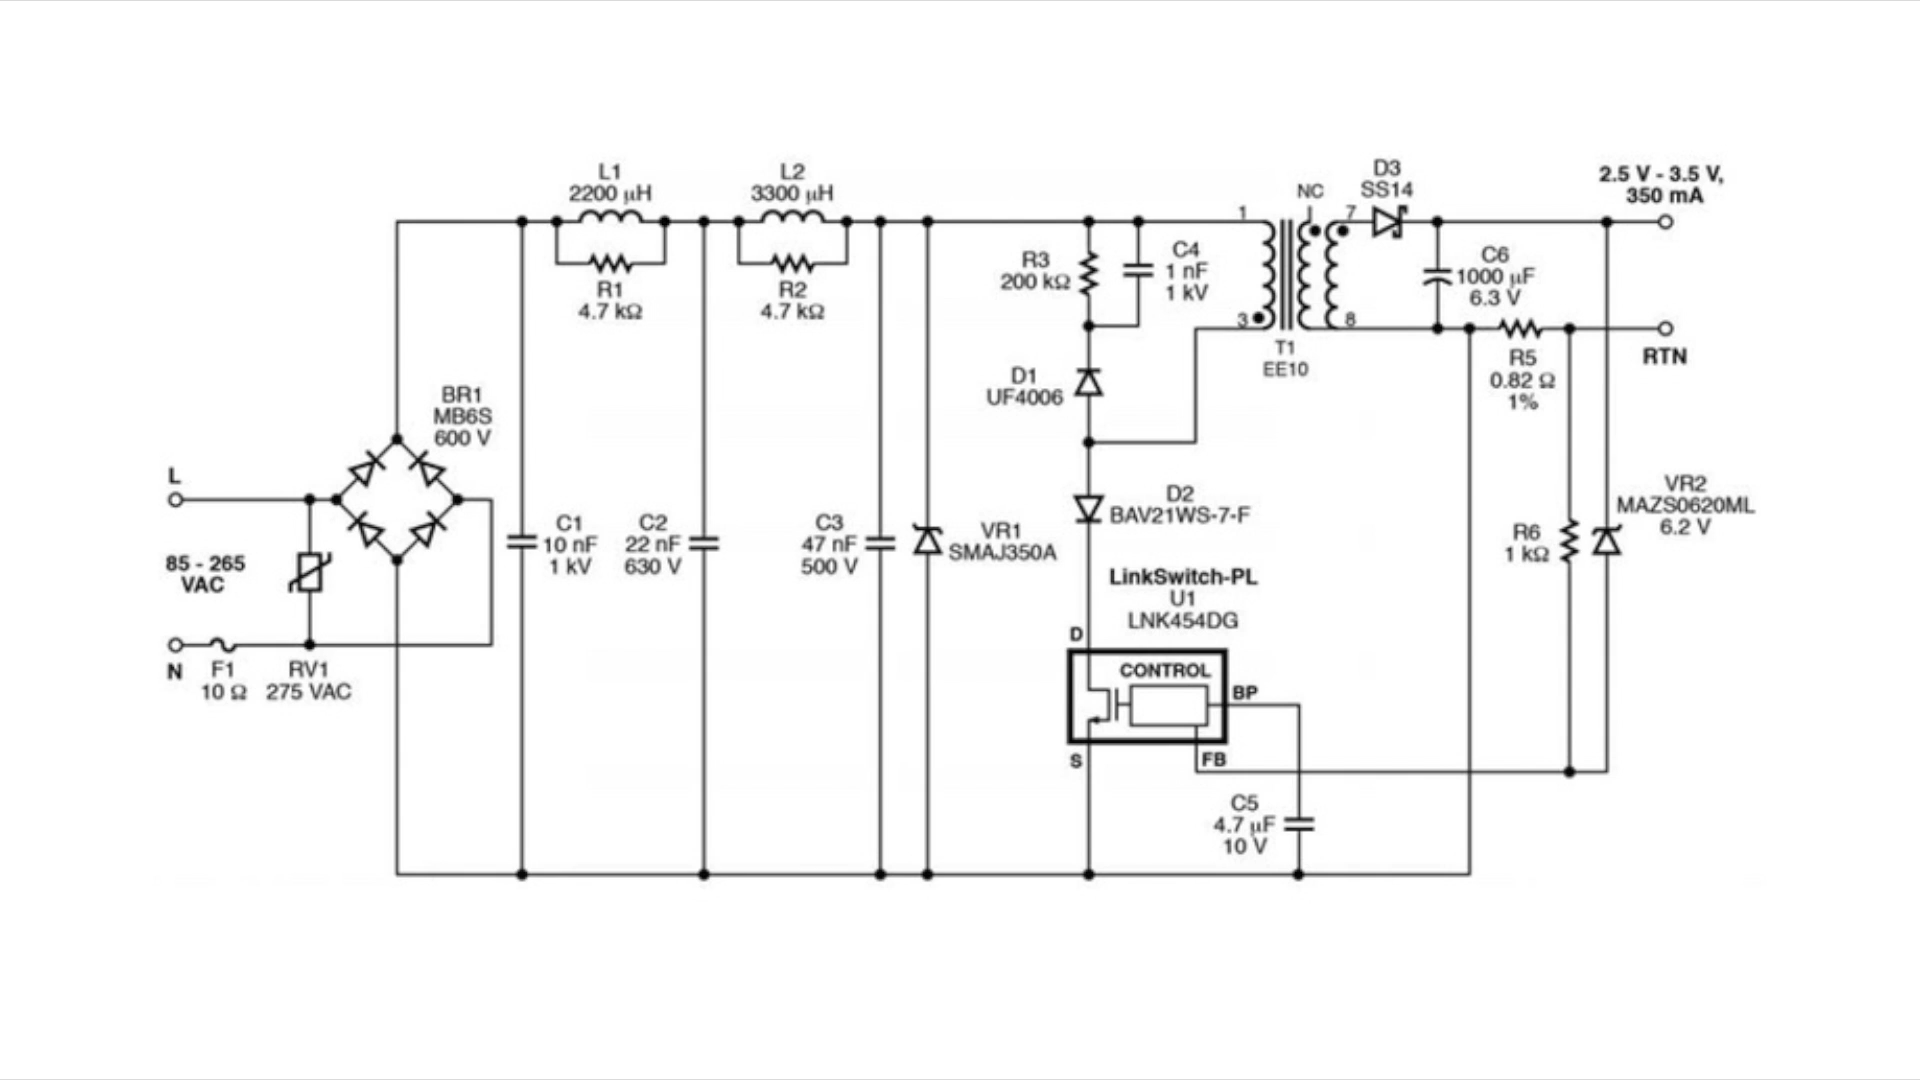 L1
2200 μH
L2
3300 μH
R1
4.7 kΩ
R2
4.7 kΩ
R3
200 kΩ
C4
1 nF
1 kV
1
3
NC
7
8
T1
EE10
D3
SS14
2.5 V - 3.5 V,
350 mA
C6
1000 μF
6.3 V
RTN
R5
0.82 Ω
1%
D1
UF4006
BR1
MB6S
600 V
L
85 - 265
VAC
N
F1
10 Ω
RV1
275 VAC
C1
10 nF
1 kV
C2
22 nF
630 V
C3
47 nF
500 V
VR1
SMAJ350A
D2
BAV21WS-7-F
LinkSwitch-PL
U1
LNK454DG
D
CONTROL
BP
S
FB
C5
4.7 μF
10 V
R6
1 kΩ
VR2
MAZS0620ML
6.2 V